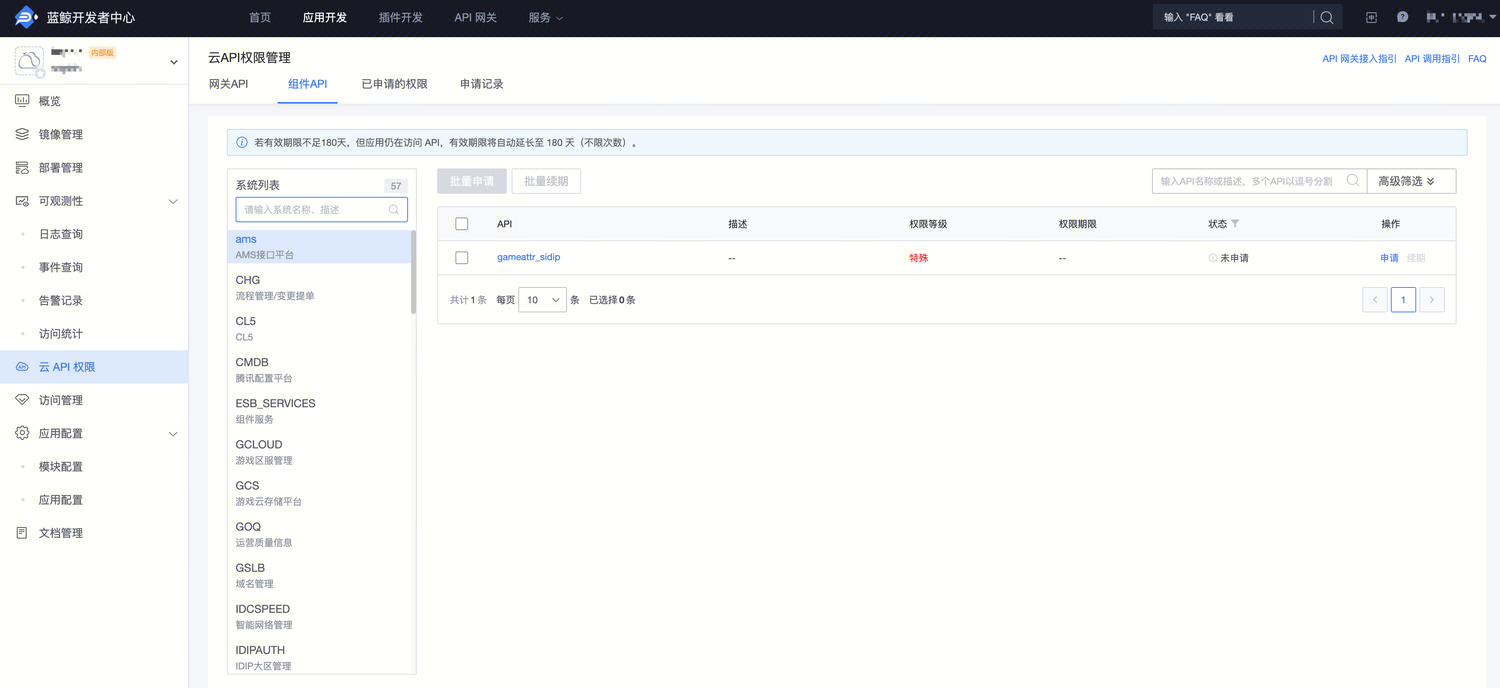 蓝鲸开发者中心 首页 应用开发 插件开发 API 网关 服务 输入 "FAQ" 看看
内部版
概览
镜像管理
部署管理
可观测性
日志查询
事件查询
告警记录
访问统计
云 API 权限
访问管理
应用配置
模块配置
应用配置
文档管理
云API权限管理
API 网关接入指引 API 调用指引 FAQ
网关API 组件API 已申请的权限 申请记录
若有效期限不足180天，但应用仍在访问 API，有效期限将自动延长至 180 天（不限次数）。
系统列表 57
请输入系统名称、描述
ams
AMS接口平台
CHG
流程管理/变更提单
CL5
CL5
CMDB
腾讯配置平台
ESB_SERVICES
组件服务
GCLOUD
游戏区服管理
GCS
游戏云存储平台
GOQ
运营质量信息
GSLB
域名管理
IDCSPEED
智能网络管理
IDIPAUTH
IDIP大区管理
批量申请 批量续期 输入API名称或描述，多个API以逗号分割 高级筛选
API 描述 权限等级 权限期限 状态 操作
gameattr_sidip -- 特殊 -- 未申请 申请 续期
共计 1 条 每页 10 条 已选择 0 条 1